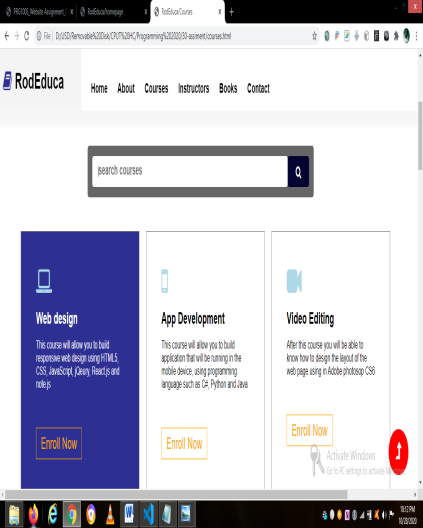 PRG1005_Website Assignment_
RodEduca/homepage
RodEduca/Courses
File
D:/USD/Removable%20Disk/CPUT%20HC/Programming%202020/30-assiment/courses.html
RodEduca
Home About Courses Instructors Books Contact
search courses
Web design
This course will allow you to build
responsive web design using HTML5,
CSS, JavaScript, jQeury, React.js and
note.js
Enroll Now
App Development
This course will allow you to build
application that will be running in the
mobile device, using programming
language such as C#, Python and Java
Enroll Now
Video Editing
After this course you will be able to
know how to design the layout of the
web page using in Adobe photosop CS6
Enroll Now
Activate Windows
Go to PC settings to activate Windows
10:12 PM
10/28/2020